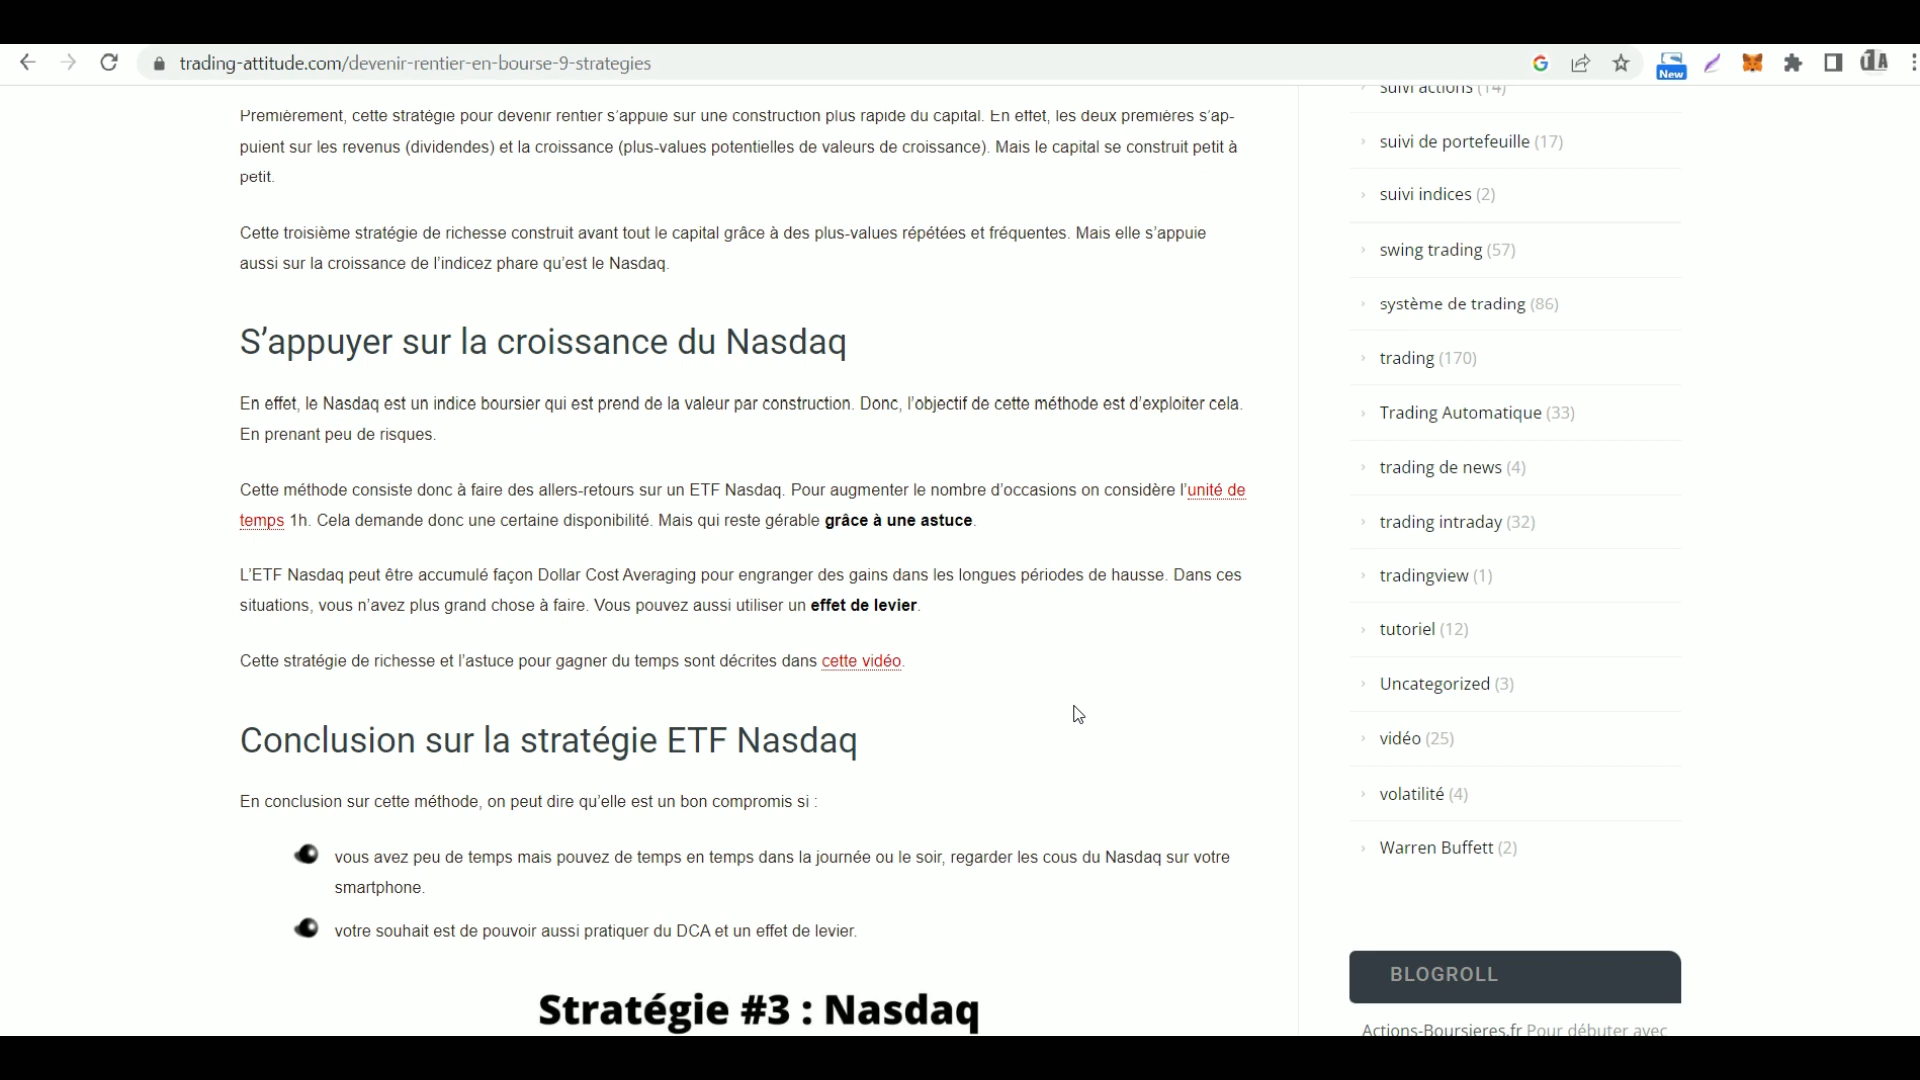 trading-attitude.com/devenir-rentier-en-bourse-9-strategies
New
Premièrement, cette stratégie pour devenir rentier s’appuie sur une construction plus rapide du capital. En effet, les deux premières s’ap-
puient sur les revenus (dividendes) et la croissance (plus-values potentielles de valeurs de croissance). Mais le capital se construit petit à
petit.
Cette troisième stratégie de richesse construit avant tout le capital grâce à des plus-values répétées et fréquentes. Mais elle s’appuie
aussi sur la croissance de l’indicez phare qu’est le Nasdaq.
S’appuyer sur la croissance du Nasdaq
En effet, le Nasdaq est un indice boursier qui est prend de la valeur par construction. Donc, l’objectif de cette méthode est d’exploiter cela.
En prenant peu de risques.
Cette méthode consiste donc à faire des allers-retours sur un ETF Nasdaq. Pour augmenter le nombre d’occasions on considère l’unité de
temps 1h. Cela demande donc une certaine disponibilité. Mais qui reste gérable grâce à une astuce.
L’ETF Nasdaq peut être accumulé façon Dollar Cost Averaging pour engranger des gains dans les longues périodes de hausse. Dans ces
situations, vous n’avez plus grand chose à faire. Vous pouvez aussi utiliser un effet de levier.
Cette stratégie de richesse et l’astuce pour gagner du temps sont décrites dans cette vidéo.
Conclusion sur la stratégie ETF Nasdaq
En conclusion sur cette méthode, on peut dire qu’elle est un bon compromis si :
vous avez peu de temps mais pouvez de temps en temps dans la journée ou le soir, regarder les cous du Nasdaq sur votre
smartphone.
votre souhait est de pouvoir aussi pratiquer du DCA et un effet de levier.
Stratégie #3 : Nasdaq
suivi actions (14)
suivi de portefeuille (17)
suivi indices (2)
swing trading (57)
système de trading (86)
trading (170)
Trading Automatique (33)
trading de news (4)
trading intraday (32)
tradingview (1)
tutoriel (12)
Uncategorized (3)
vidéo (25)
volatilité (4)
Warren Buffett (2)
BLOGROLL
Actions-Boursieres.fr Pour débuter avec